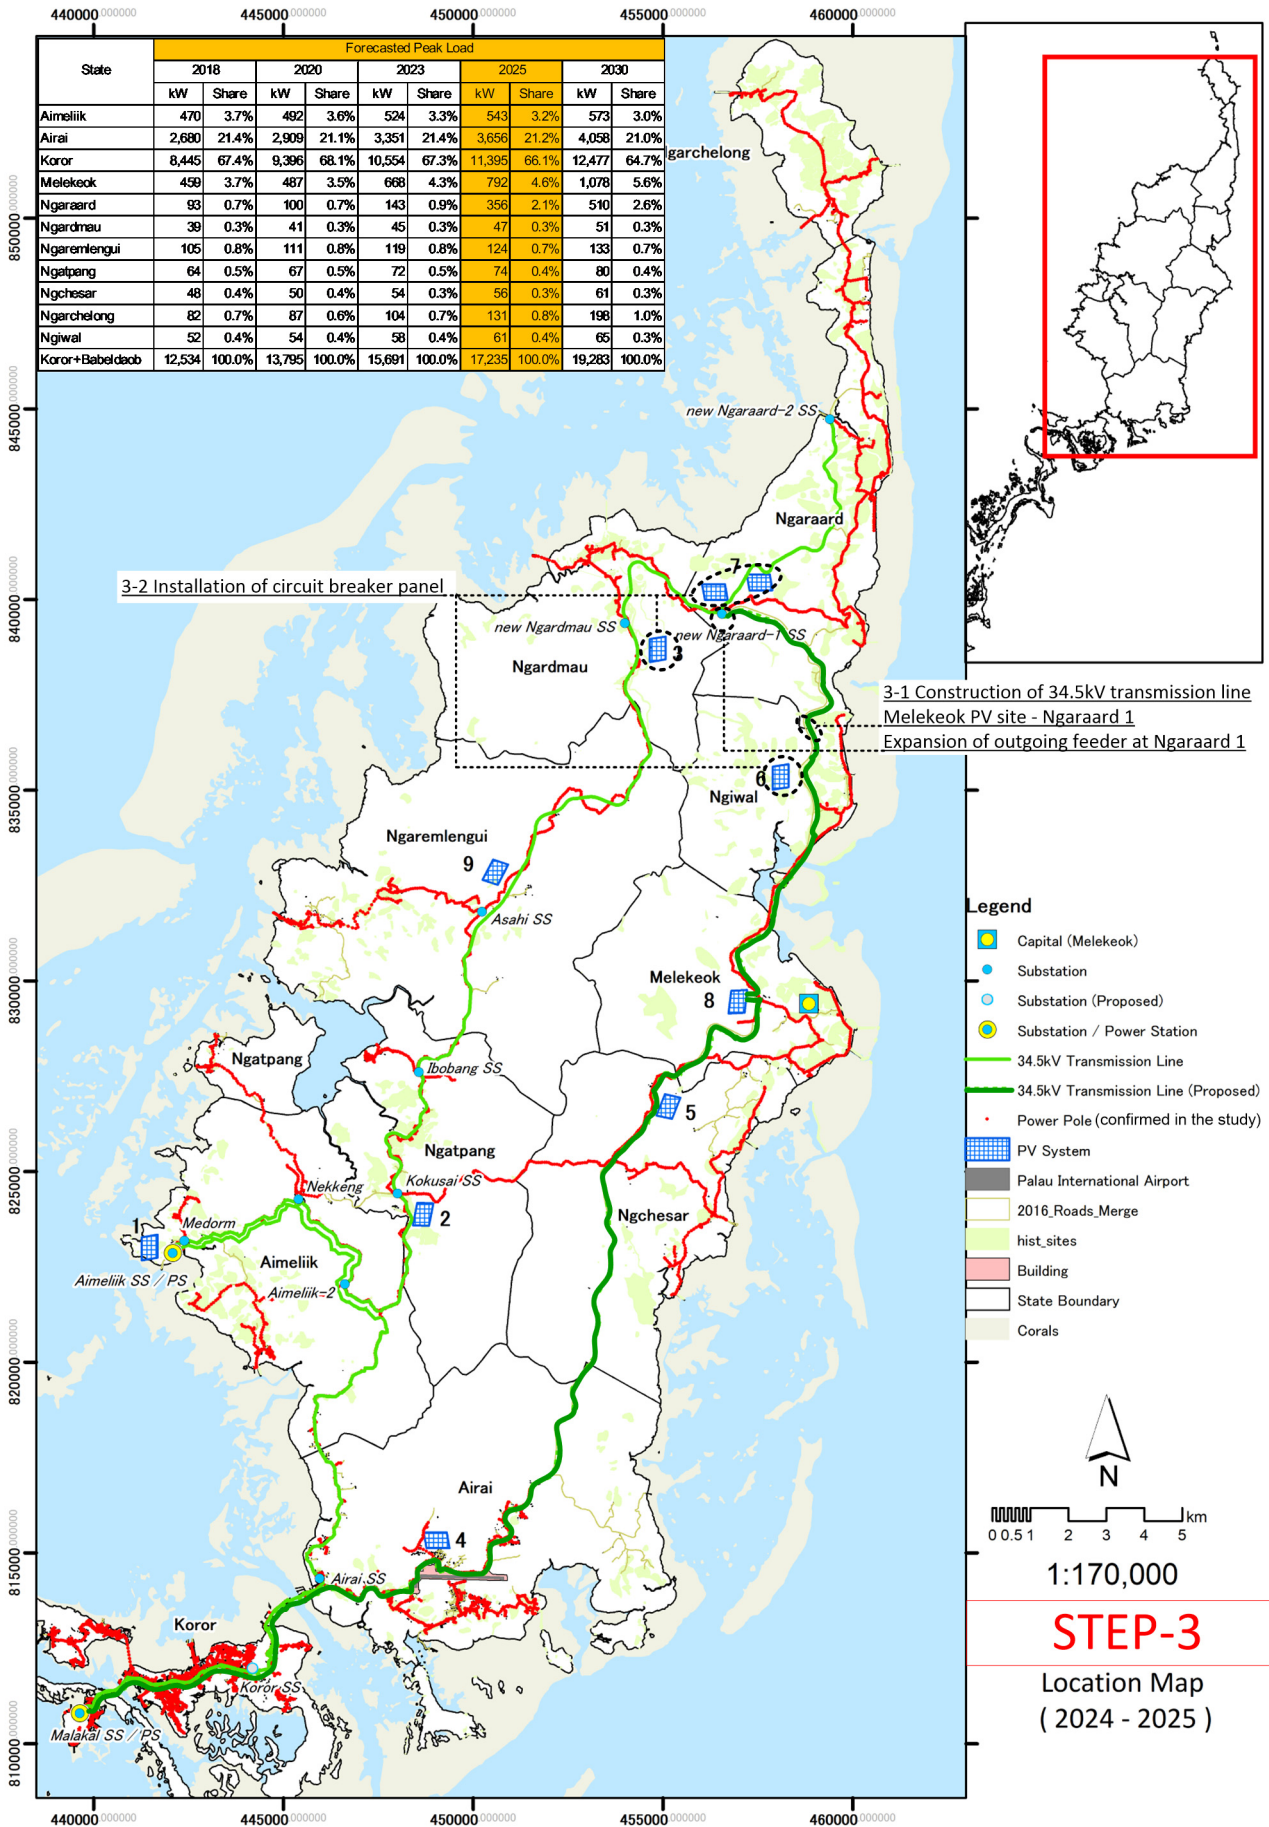 440000.000000 445000.000000 450000.000000 455000.000000 460000.000000
State Forecasted Peak Load
2018 2020 2023 2025 2030
kW Share kW Share kW Share kW Share kW Share
Aimeliik 470 3.7% 492 3.6% 524 3.3% 543 3.2% 573 3.0%
Airai 2,680 21.4% 2,909 21.1% 3,351 21.4% 3,656 21.2% 4,058 21.0%
Koror 8,445 67.4% 9,396 68.1% 10,554 67.3% 11,395 66.1% 12,477 64.7%
Melekeok 459 3.7% 487 3.5% 668 4.3% 792 4.6% 1,078 5.6%
Ngaraard 93 0.7% 100 0.7% 143 0.9% 356 2.1% 510 2.6%
Ngardmau 39 0.3% 41 0.3% 45 0.3% 47 0.3% 51 0.3%
Ngaremlengui 105 0.8% 111 0.8% 119 0.8% 124 0.7% 133 0.7%
Ngatpang 64 0.5% 67 0.5% 72 0.5% 74 0.4% 80 0.4%
Ngchesar 48 0.4% 50 0.4% 54 0.3% 56 0.3% 61 0.3%
Ngarchelong 82 0.7% 87 0.6% 104 0.7% 131 0.8% 198 1.0%
Ngiwal 52 0.4% 54 0.4% 58 0.4% 61 0.4% 65 0.3%
Koror+Babeldaob 12,534 100.0% 13,795 100.0% 15,691 100.0% 17,235 100.0% 19,283 100.0%
garchelong
850000.000000
845000.000000
840000.000000
835000.000000
830000.000000
825000.000000
820000.000000
815000.000000
810000.000000
new Ngaraard-2 SS
Ngaraard
7
3-2 Installation of circuit breaker panel
new Ngardmau SS
new Ngaraard-1 SS
Ngardmau
3
3-1 Construction of 34.5kV transmission line
Melekeok PV site - Ngaraard 1
Expansion of outgoing feeder at Ngaraard 1
6
Ngiwal
Ngaremlengui
9
Asahi SS
Melekeok
8
Ngatpang
Ibobang SS
5
Ngatpang
Nekkeng
Kokusai SS
2
Ngchesar
Medorm
1
Aimeliik
Aimeliik SS / PS
Aimeliik-2
Airai
4
Airai SS
Koror
Koror SS
Malakal SS / PS
Legend
Capital (Melekeok)
Substation
Substation (Proposed)
Substation / Power Station
34.5kV Transmission Line
34.5kV Transmission Line (Proposed)
Power Pole (confirmed in the study)
PV System
Palau International Airport
2016_Roads_Merge
hist_sites
Building
State Boundary
Corals
N
km
0 0.5 1 2 3 4 5
1:170,000
STEP-3
Location Map
( 2024 - 2025 )
440000.000000 445000.000000 450000.000000 455000.000000 460000.000000